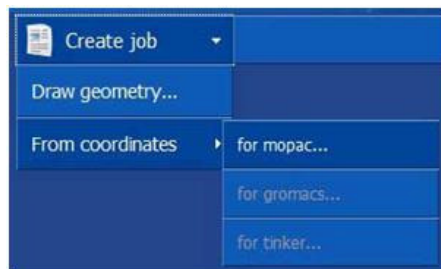 Create job
Draw geometry...
From coordinates
for mopac...
for gromacs...
for tinker...